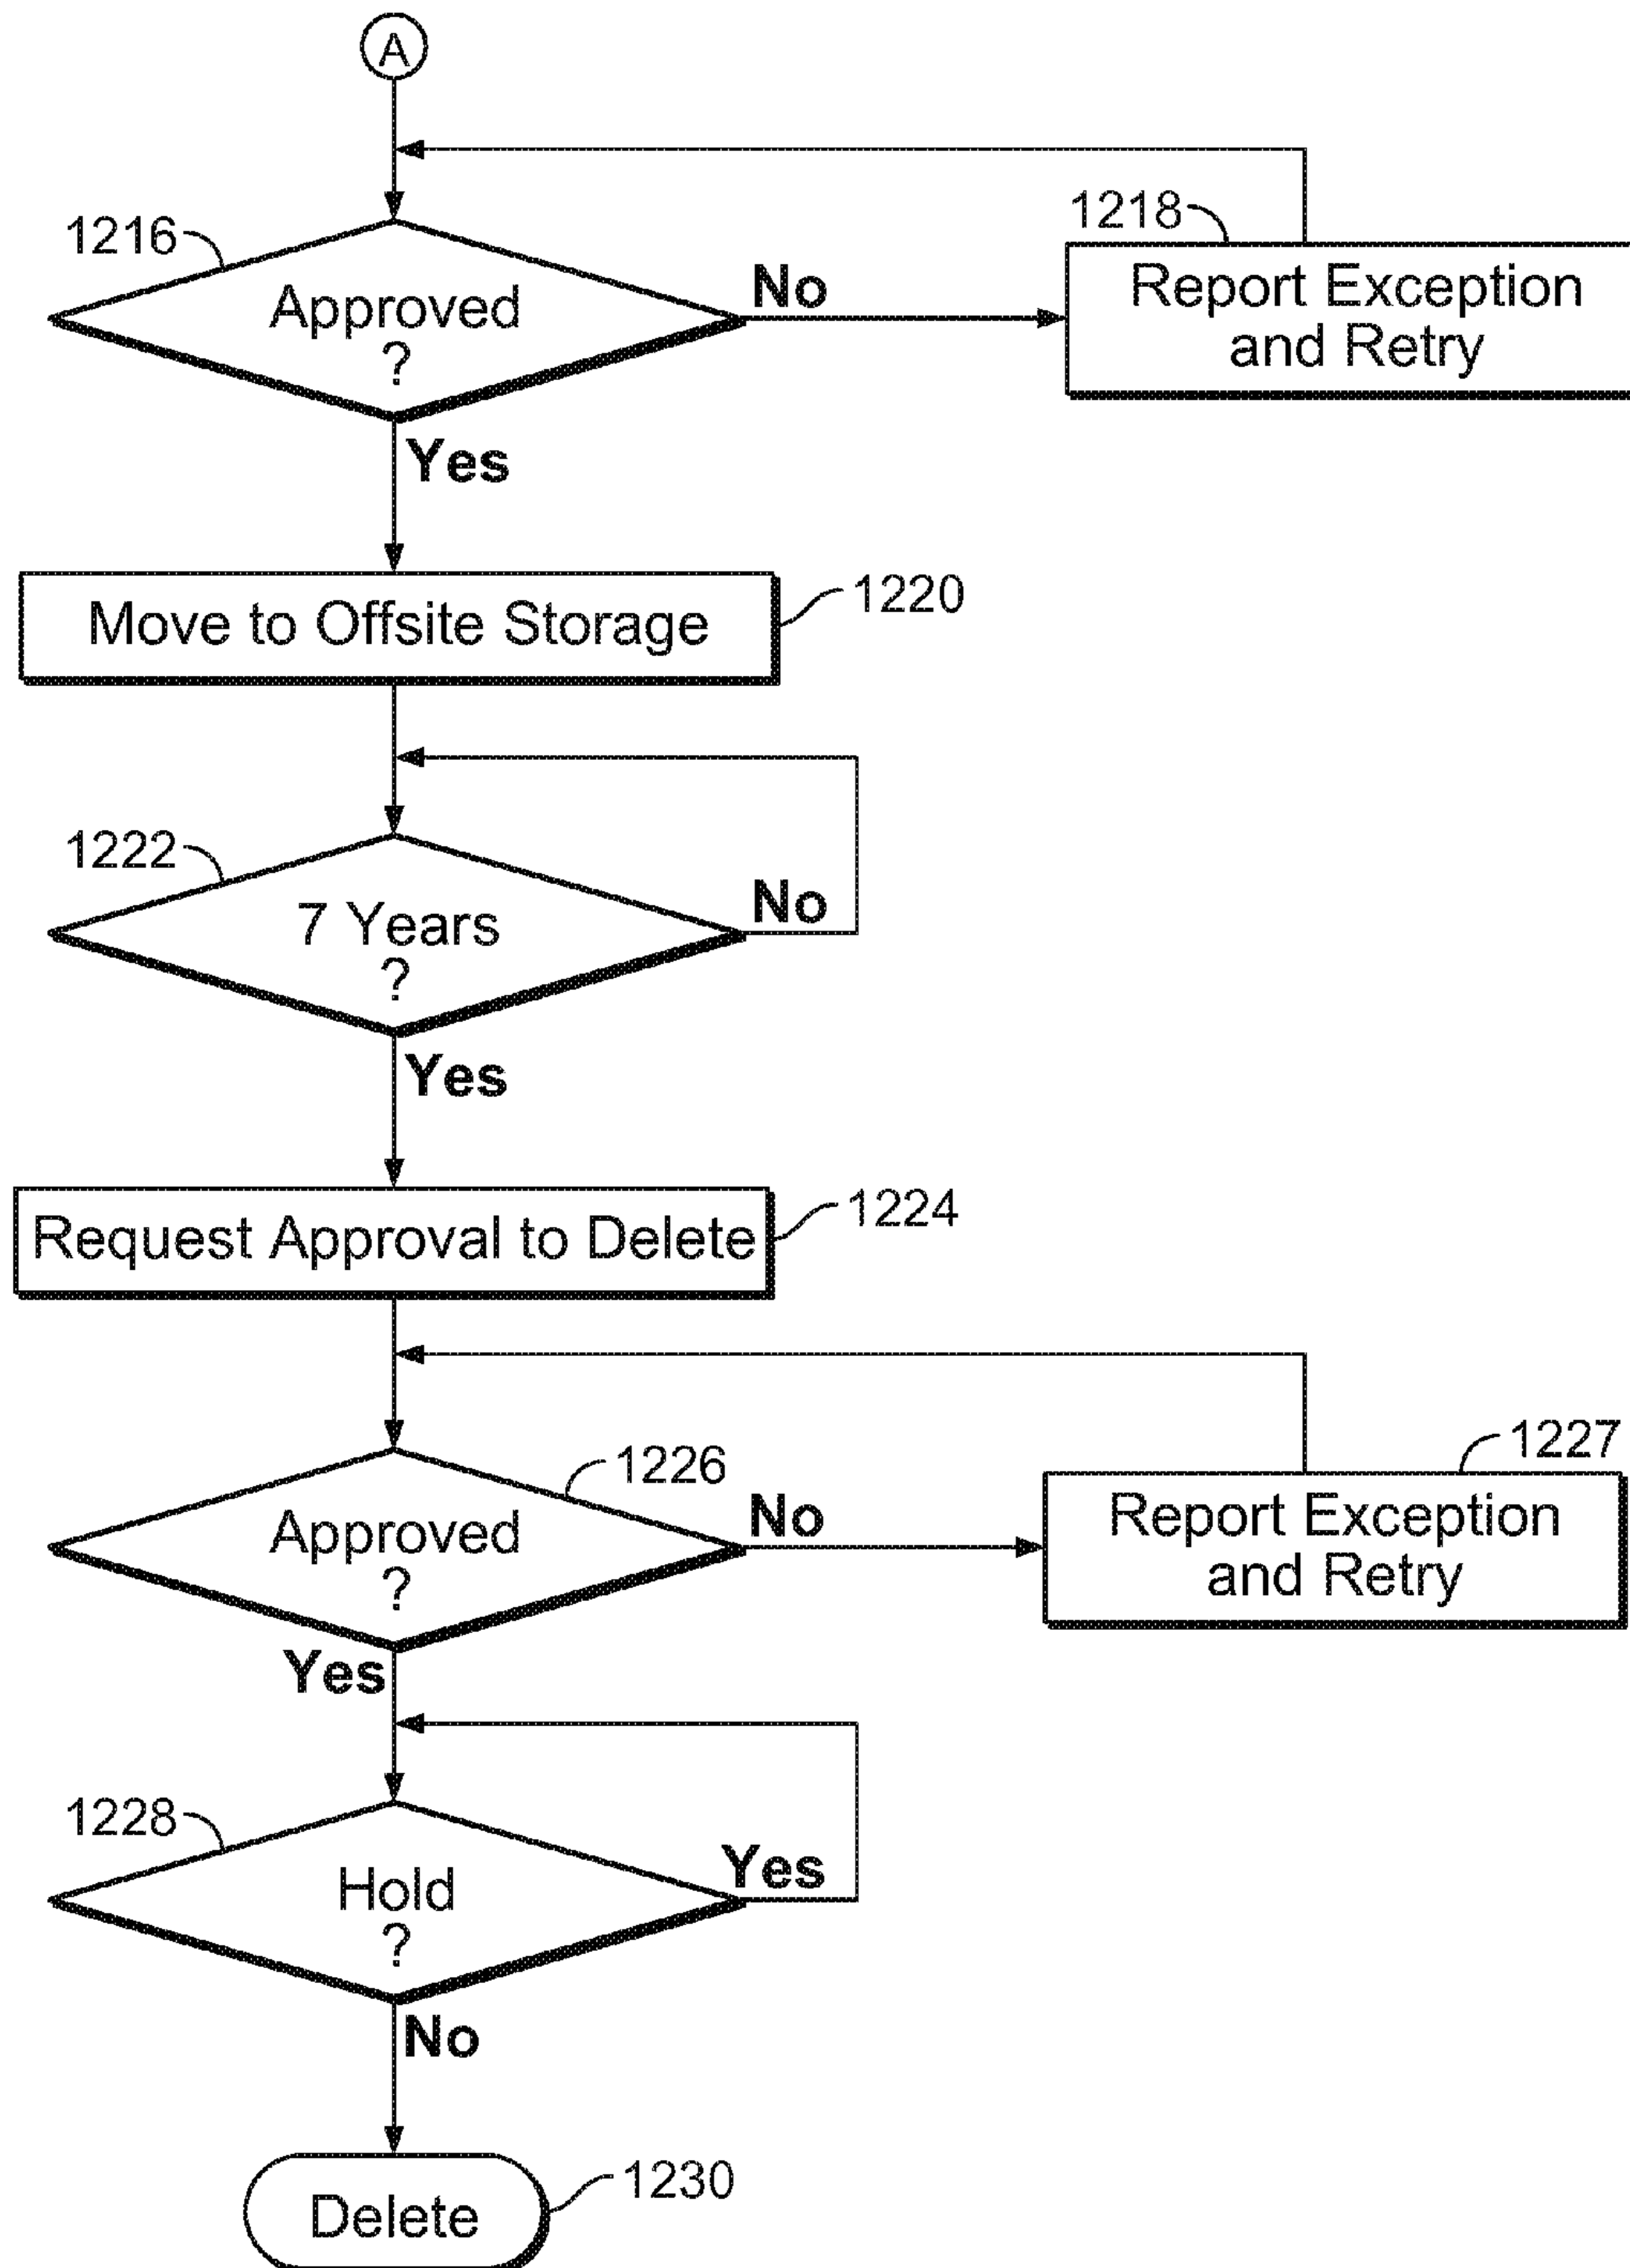 A
1216
Approved
?
No
1218
Report Exception
and Retry
Yes
Move to Offsite Storage
1220
1222
7 Years
?
No
Yes
Request Approval to Delete
1224
1226
Approved
?
No
1227
Report Exception
and Retry
Yes
1228
Hold
?
Yes
No
Delete
1230